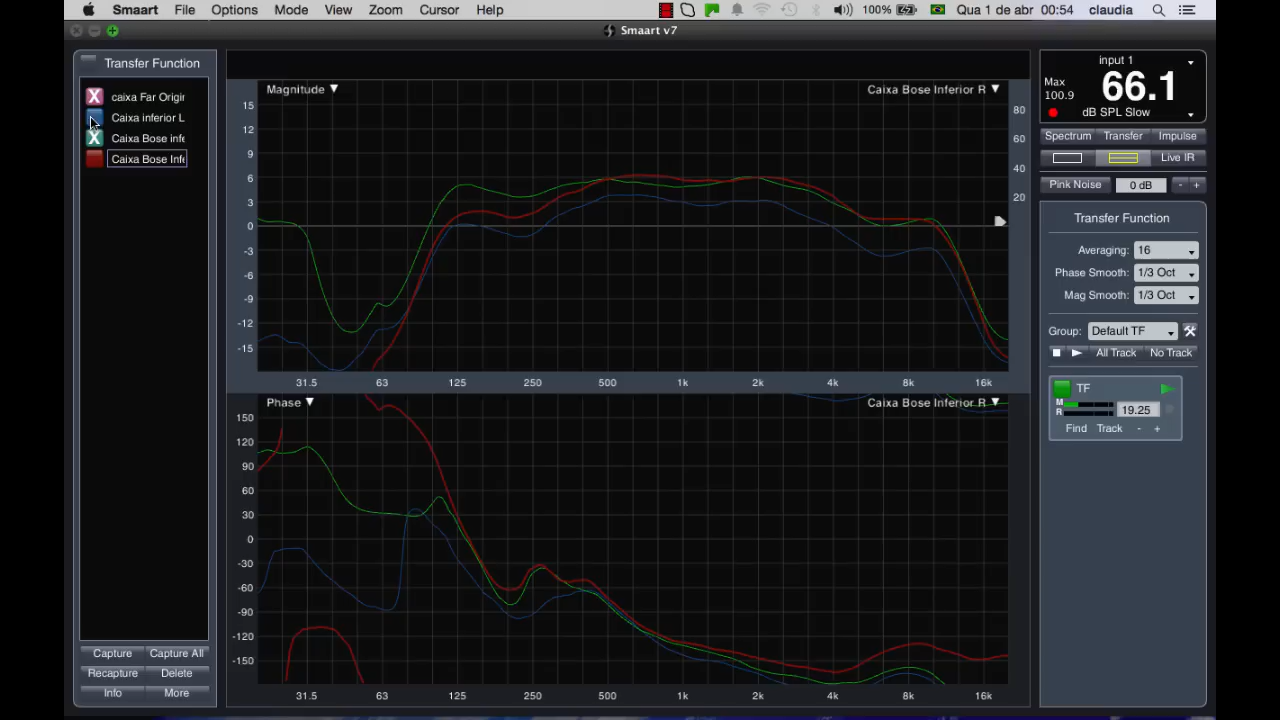 Smaart File Options Mode View Zoom Cursor Help 100% Qua 1 de abr 00:54 claudia
Smaart v7
Transfer Function
caixa Far Origir
Caixa inferior L
Caixa Bose infe
Caixa Bose Infe
Capture Capture All
Recapture Delete
Info More
Magnitude Caixa Bose Inferior R
15
12
9
6
3
0
-3
-6
-9
-12
-15
80
60
40
20
31.5 63 125 250 500 1k 2k 4k 8k 16k
Phase Caixa Bose Inferior R
150
120
90
60
30
0
-30
-60
-90
-120
-150
31.5 63 125 250 500 1k 2k 4k 8k 16k
input 1
Max
100.9
66.1
dB SPL Slow
Spectrum Transfer Impulse
Live IR
Pink Noise 0 dB - +
Transfer Function
Averaging: 16
Phase Smooth: 1/3 Oct
Mag Smooth: 1/3 Oct
Group: Default TF
All Track No Track
TF
M
R
19.25
Find Track - +